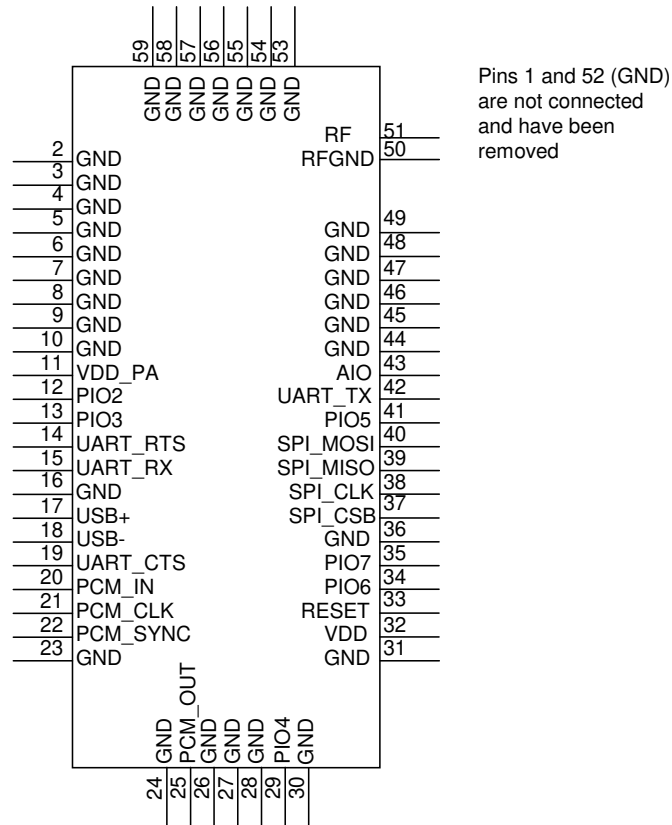 59 58 57 56 55 54 53
GND GND GND GND GND GND GND
Pins 1 and 52 (GND)
are not connected
and have been
removed
RF 51
RFGND 50
2 GND
3 GND
4 GND
5 GND
6 GND
7 GND
8 GND
9 GND
10 GND
11 VDD_PA
12 PIO2
13 PIO3
14 UART_RTS
15 UART_RX
16 GND
17 USB+
18 USB-
19 UART_CTS
20 PCM_IN
21 PCM_CLK
22 PCM_SYNC
23 GND
GND 49
GND 48
GND 47
GND 46
GND 45
GND 44
AIO 43
UART_TX 42
PIO5 41
SPI_MOSI 40
SPI_MISO 39
SPI_CLK 38
SPI_CSB 37
GND 36
PIO7 35
PIO6 34
RESET 33
VDD 32
GND 31
GND PCM_OUT GND GND GND PIO4 GND
24 25 26 27 28 29 30